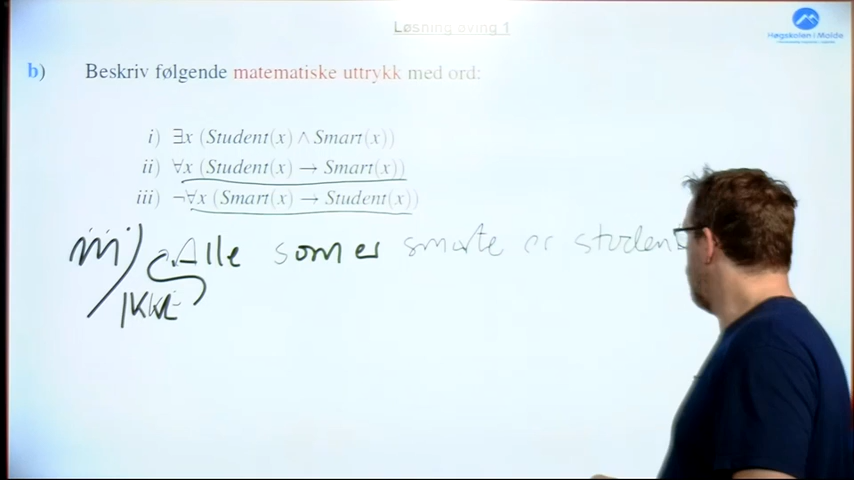 Løsning øving 1
Høgskolen i Molde
b) Beskriv følgende matematiske uttrykk med ord:
i) ∃x (Student(x) ∧ Smart(x))
ii) ∀x (Student(x) → Smart(x))
iii) ¬∀x (Smart(x) → Student(x))
iii) Alle som er smarte er studen
IKKE